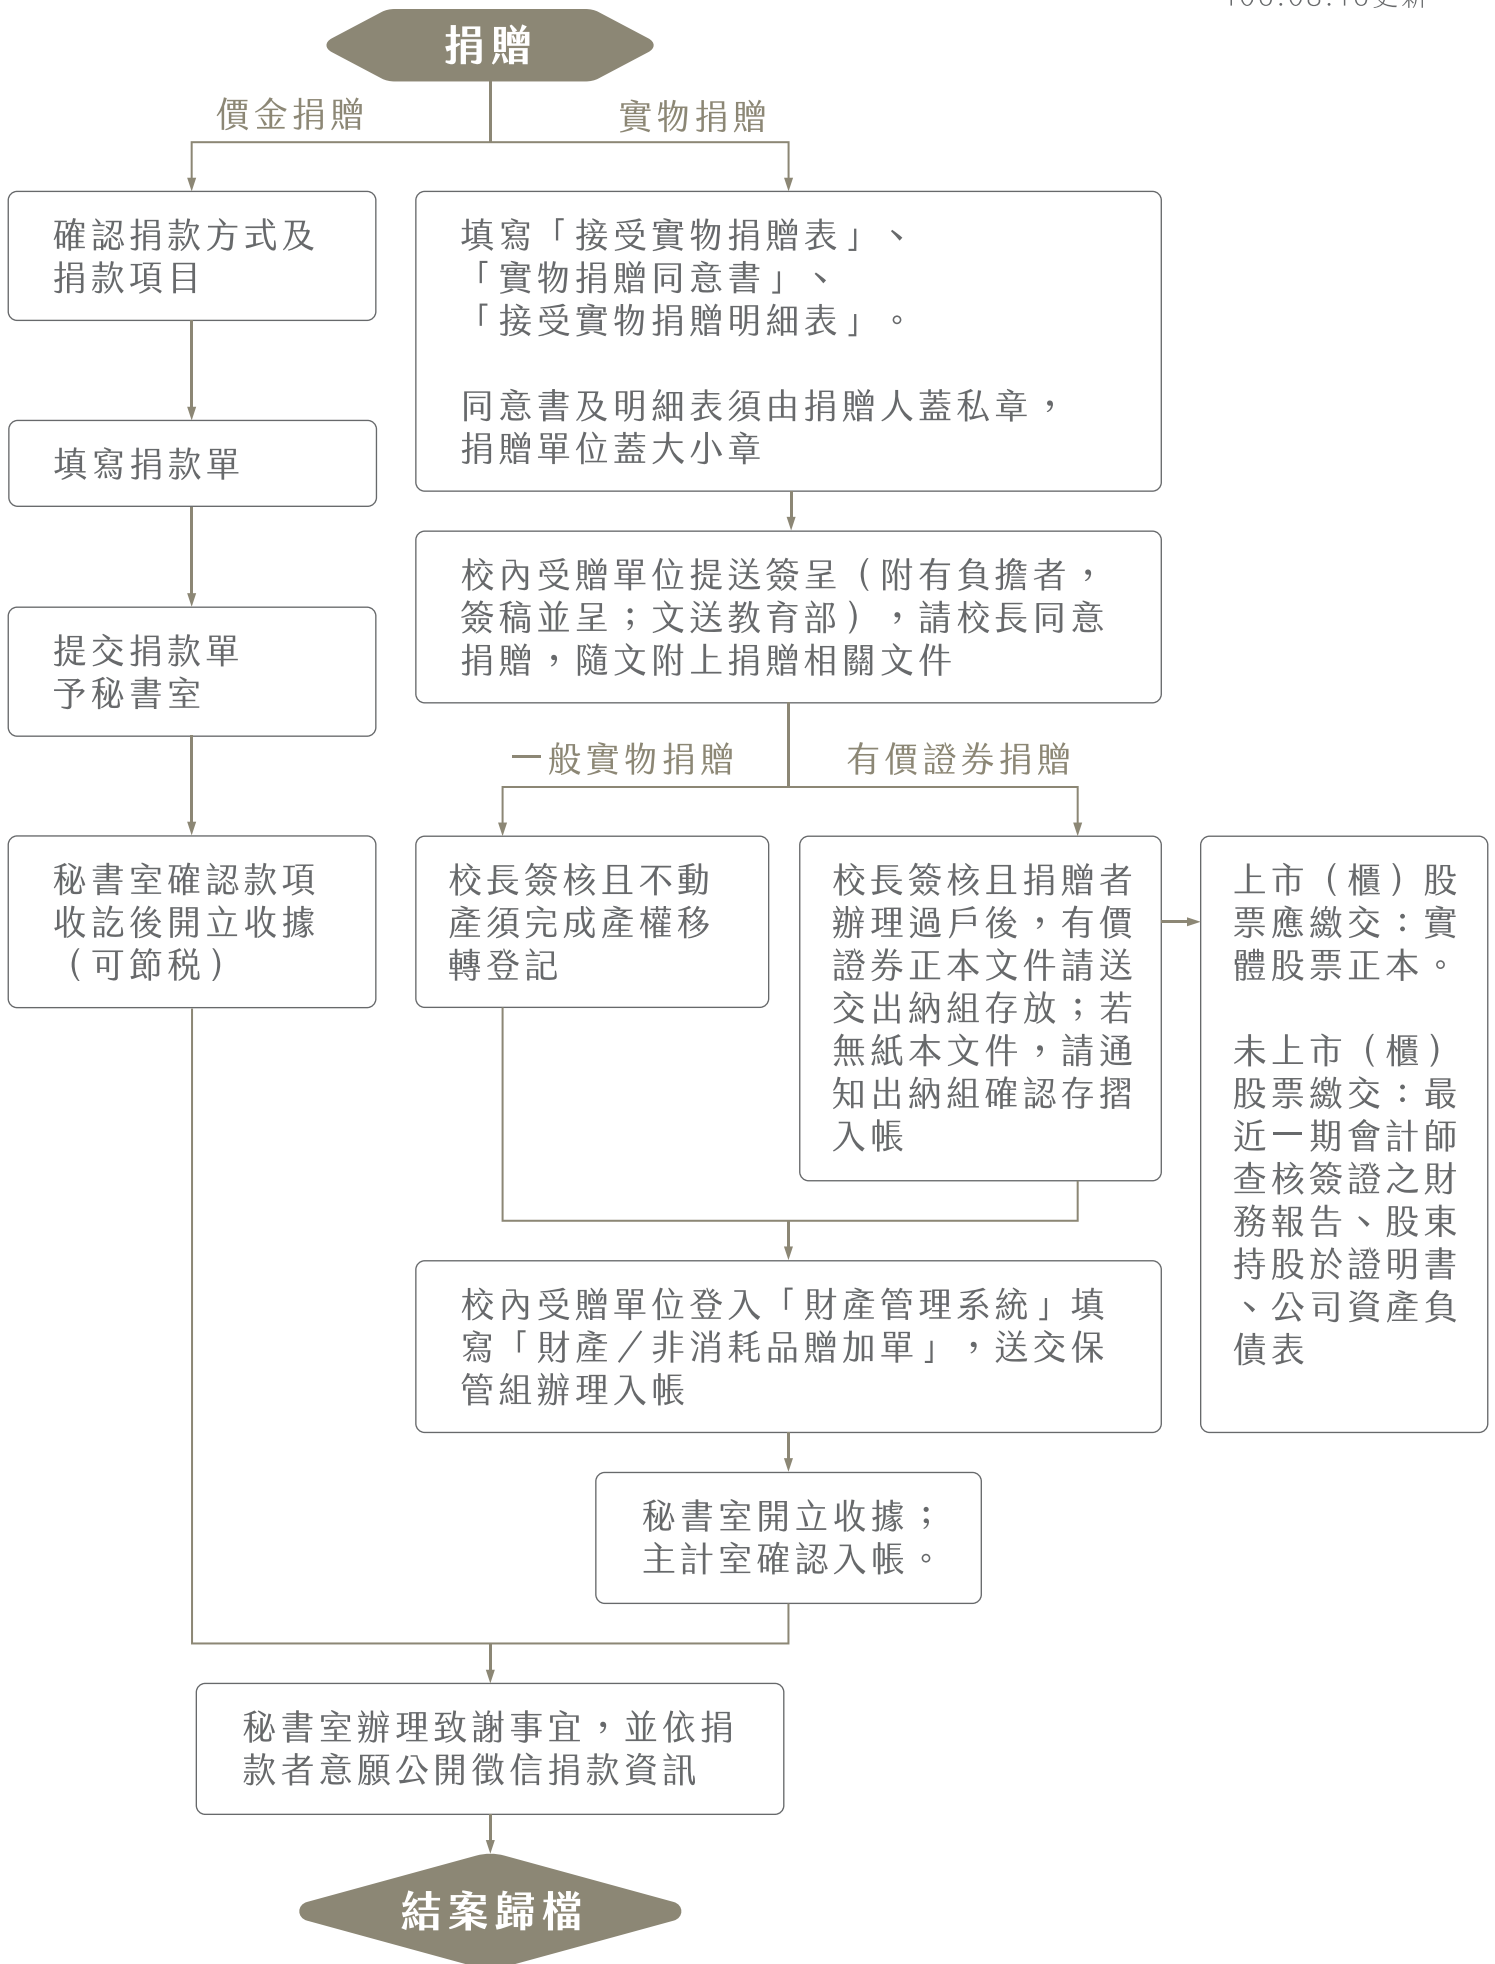 捐贈
價金捐贈
實物捐贈
確認捐款方式及
捐款項目
填寫捐款單
提交捐款單
予秘書室
秘書室確認款項
收訖後開立收據
（可節稅）
填寫「接受實物捐贈表」、
「實物捐贈同意書」、
「接受實物捐贈明細表」。
同意書及明細表須由捐贈人蓋私章，
捐贈單位蓋大小章
校內受贈單位提送簽呈（附有負擔者，
簽稿並呈；文送教育部），請校長同意
捐贈，隨文附上捐贈相關文件
一般實物捐贈
有價證券捐贈
校長簽核且不動
產須完成產權移
轉登記
校長簽核且捐贈者
辦理過戶後，有價
證券正本文件請送
交出納組存放；若
無紙本文件，請通
知出納組確認存摺
入帳
上市（櫃）股
票應繳交：實
體股票正本。
未上市（櫃）
股票繳交：最
近一期會計師
查核簽證之財
務報告、股東
持股於證明書
、公司資產負
債表
校內受贈單位登入「財產管理系統」填
寫「財產／非消耗品贈加單」，送交保
管組辦理入帳
秘書室開立收據；
主計室確認入帳。
秘書室辦理致謝事宜，並依捐
款者意願公開徵信捐款資訊
結案歸檔